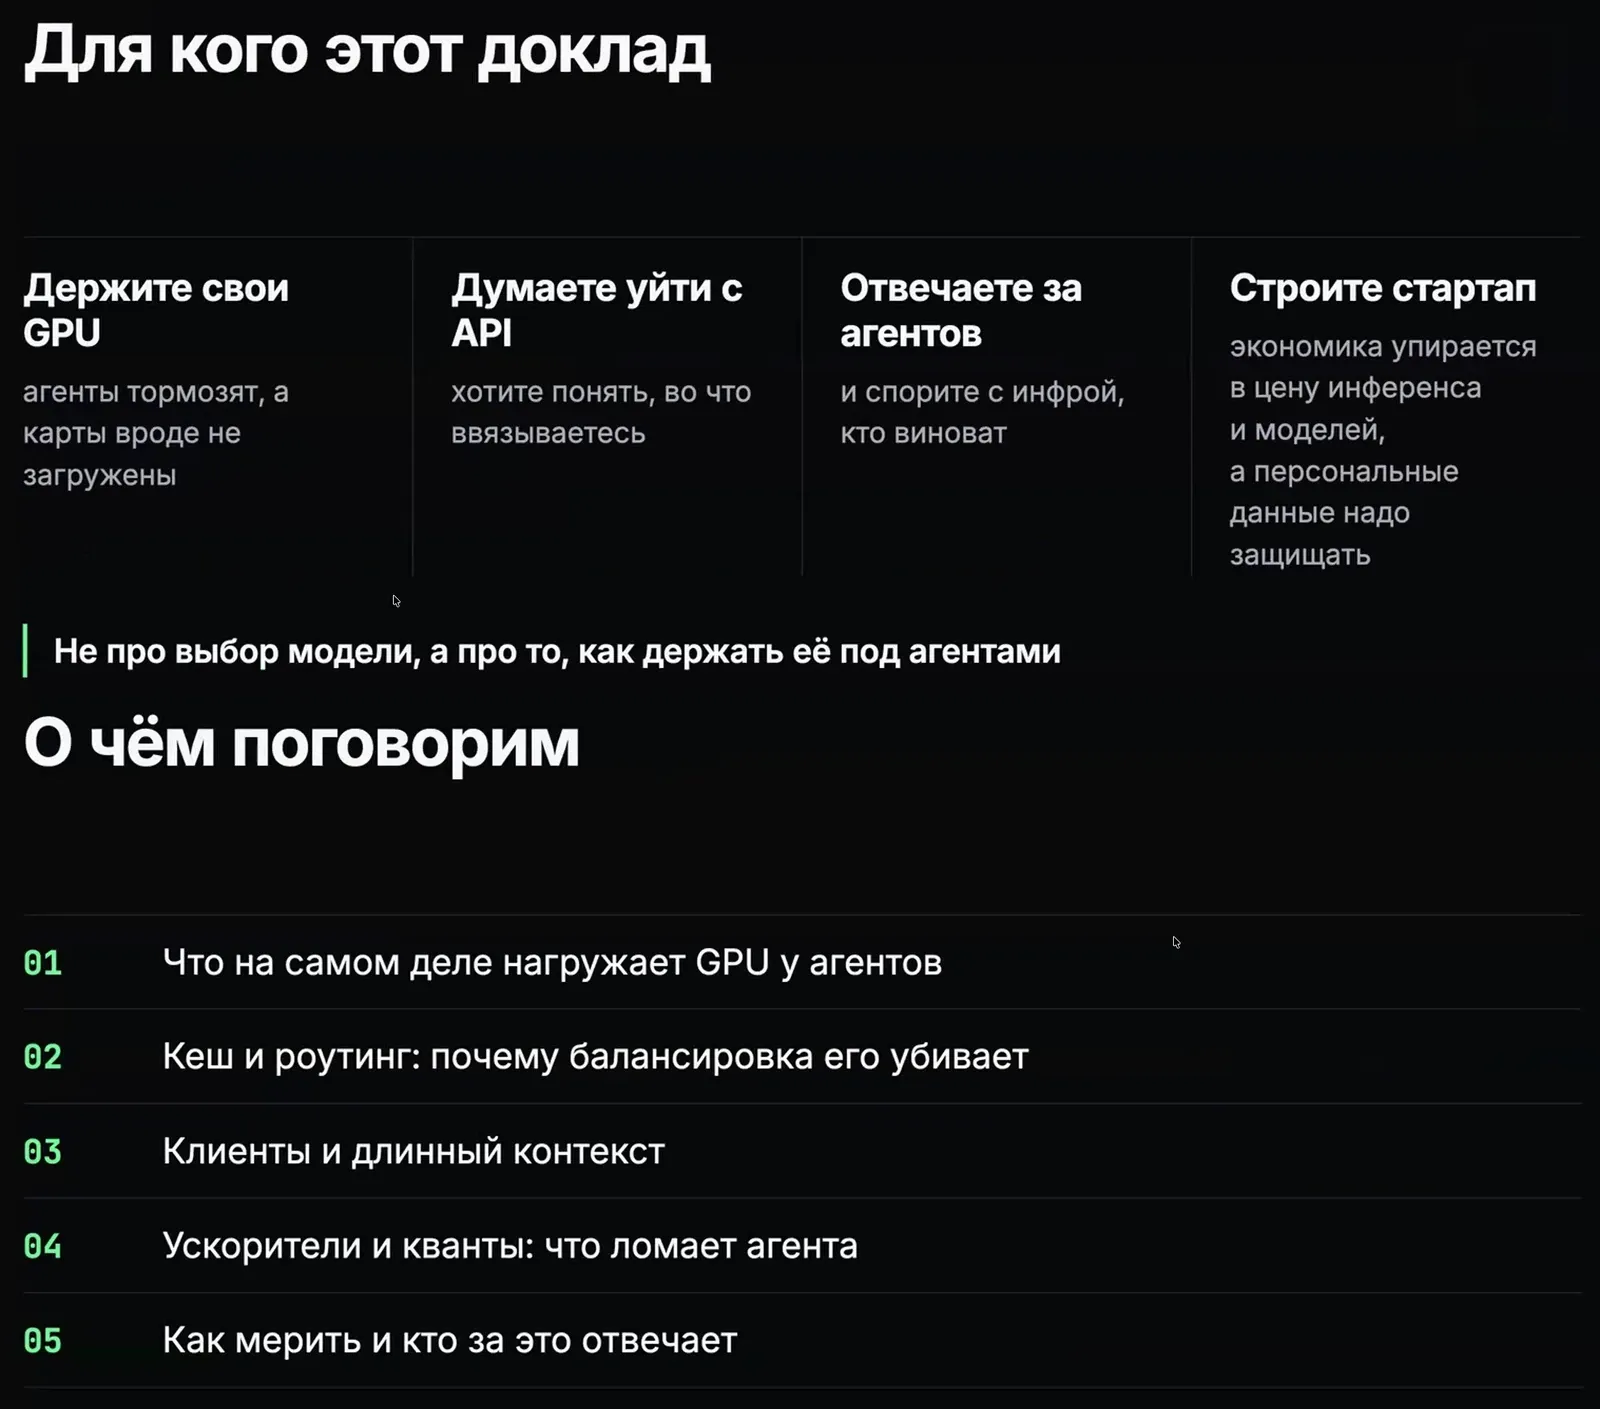 Для кого этот доклад
Держите свои
GPU
агенты тормозят, а
карты вроде не
загружены
Думаете уйти с
API
хотите понять, во что
ввязываетесь
Отвечаете за
агентов
и спорите с инфрой,
кто виноват
Строите стартап
экономика упирается
в цену инференса
и моделей,
а персональные
данные надо
защищать
Не про выбор модели, а про то, как держать её под агентами
О чём поговорим
01 Что на самом деле нагружает GPU у агентов
02 Кеш и роутинг: почему балансировка его убивает
03 Клиенты и длинный контекст
04 Ускорители и кванты: что ломает агента
05 Как мерить и кто за это отвечает